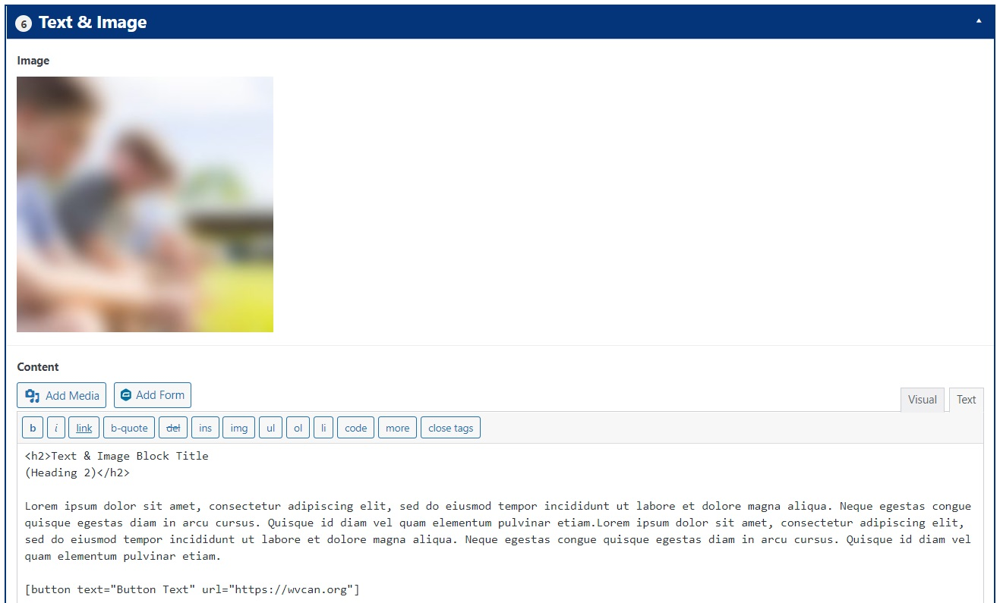 6 Text & Image
Image
Content
Add Media Add Form
Visual Text
b i link b-quote del ins img ul ol li code more close tags
<h2>Text & Image Block Title
(Heading 2)</h2>
Lorem ipsum dolor sit amet, consectetur adipiscing elit, sed do eiusmod tempor incididunt ut labore et dolore magna aliqua. Neque egestas congue
quisque egestas diam in arcu cursus. Quisque id diam vel quam elementum pulvinar etiam.Lorem ipsum dolor sit amet, consectetur adipiscing elit,
sed do eiusmod tempor incididunt ut labore et dolore magna aliqua. Neque egestas congue quisque egestas diam in arcu cursus. Quisque id diam vel
quam elementum pulvinar etiam.
[button text="Button Text" url="https://wvcan.org"]